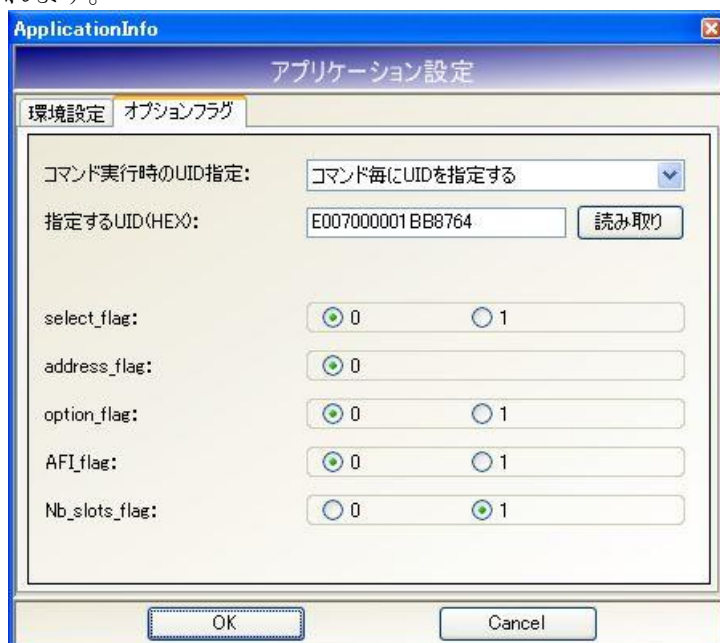 れます。
ApplicationInfo
アプリケーション設定
環境設定 オプションフラグ
コマンド実行時のUID指定: コマンド毎にUIDを指定する
指定するUID(HEX): E007000001BB8764 読み取り
select_flag: 0 1
address_flag: 0
option_flag: 0 1
AFI_flag: 0 1
Nb_slots_flag: 0 1
OK Cancel